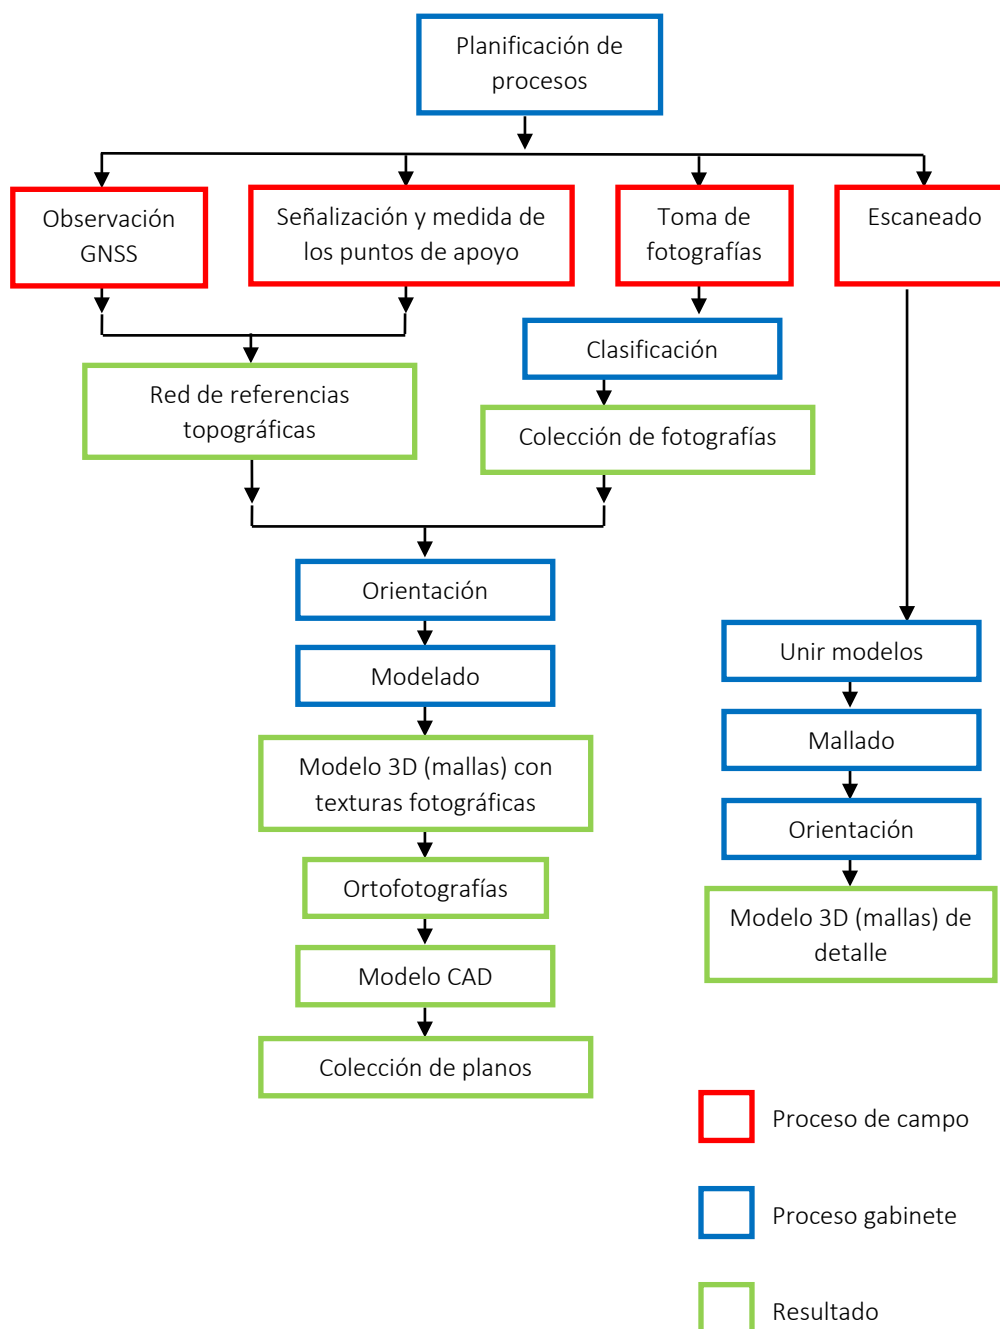 Planificación de
procesos
Observación
GNSS
Señalización y medida de
los puntos de apoyo
Toma de
fotografías
Escaneado
Clasificación
Red de referencias
topográficas
Colección de fotografías
Orientación
Modelado
Unir modelos
Mallado
Modelo 3D (mallas) con
texturas fotográficas
Orientación
Ortofotografías
Modelo 3D (mallas) de
detalle
Modelo CAD
Colección de planos
Proceso de campo
Proceso gabinete
Resultado